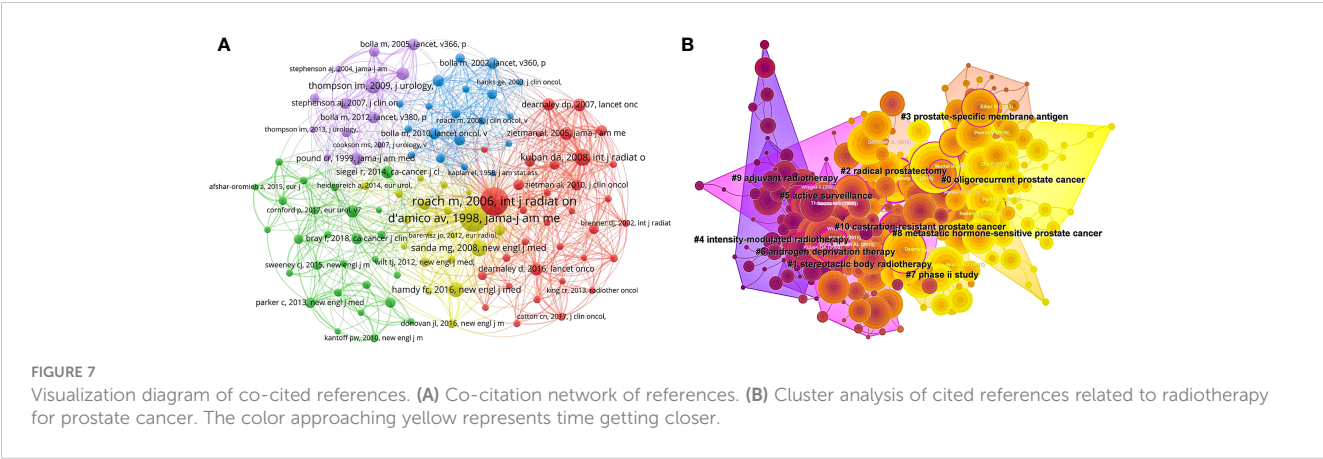 A
bolla m, 2005, lancet, v366, p
stephenson aj, 2004, jama-j am
thompson im, 2009, j urology,
stephenson aj, 2007, j clin on
bolla m, 2012, lancet, v380, p
thompson im, 2013, j urology,
cookson ms, 2007, j urology, v
pound cr, 1999, jama-j am med
bolla m, 2002, lancet, v360, p
hanks ge, 2003, j clin oncol,
roach m, 2008, j clin oncol, v
bolla m, 2010, lancet oncol, v
kaplan el, 1958, j am stat ass
dearnaley dp, 2007, lancet onc
zietman al, 2005, jama-j am me
kuban da, 2008, int j radiat o
zietman al, 2010, j clin oncol
siegel r, 2014, ca-cancer j cl
heidenreich a, 2014, eur urol,
afshar-oromieh a, 2015, eur j
cornford p, 2017, eur urol, v7
roach m, 2006, int j radiat on
d'amico av, 1998, jama-j am me
brenner dj, 2002, int j radiat
barentsz jo, 2012, eur radiol,
bray f, 2018, ca-cancer j clin
sanda mg, 2008, new engl j med
wilt tj, 2012, new engl j med,
sweeney cj, 2015, new engl j m
dearnaley d, 2016, lancet onco
hamdy fc, 2016, new engl j med
king cr, 2013, radiother oncol
parker c, 2013, new engl j med
catton cn, 2017, j clin oncol,
donovan jl, 2016, new engl j m
kantoff pw, 2010, new engl j m
B
#3 prostate-specific membrane antigen
#2 radical prostatectomy
#9 adjuvant radiotherapy
#0 oligorecurrent prostate cancer
#5 active surveillance
#10 castration-resistant prostate cancer
#8 metastatic hormone-sensitive prostate cancer
#4 intensity-modulated radiotherapy
#6 androgen deprivation therapy
#1 stereotactic body radiotherapy
#7 phase ii study
FIGURE 7
Visualization diagram of co-cited references. (A) Co-citation network of references. (B) Cluster analysis of cited references related to radiotherapy
for prostate cancer. The color approaching yellow represents time getting closer.